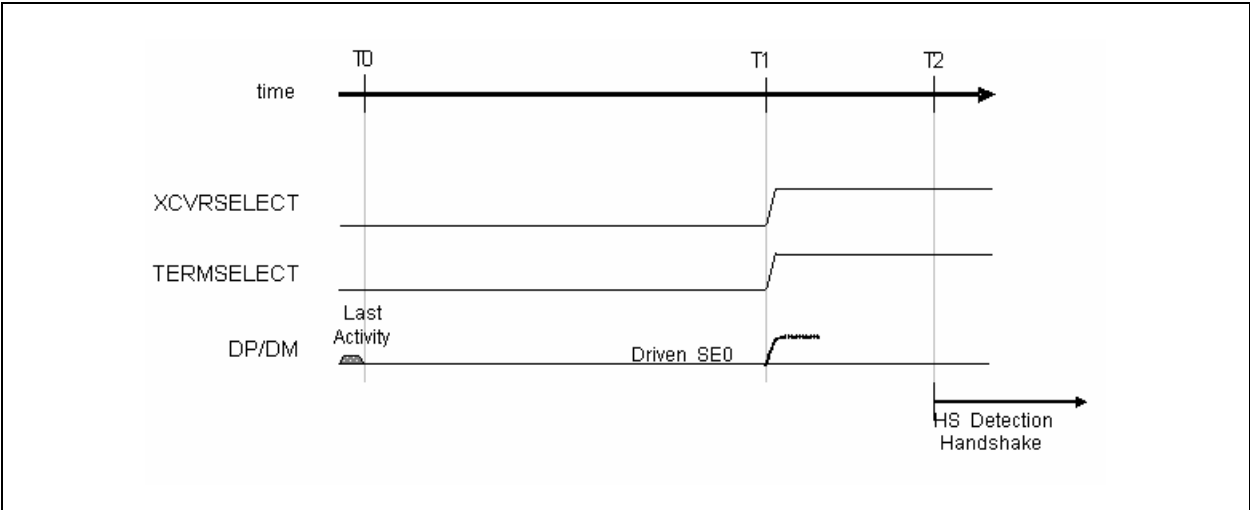 T0 T1 T2
time
XCVRSELECT
TERMSELECT
Last
Activity
DP/DM
Driven SE0
HS Detection
Handshake